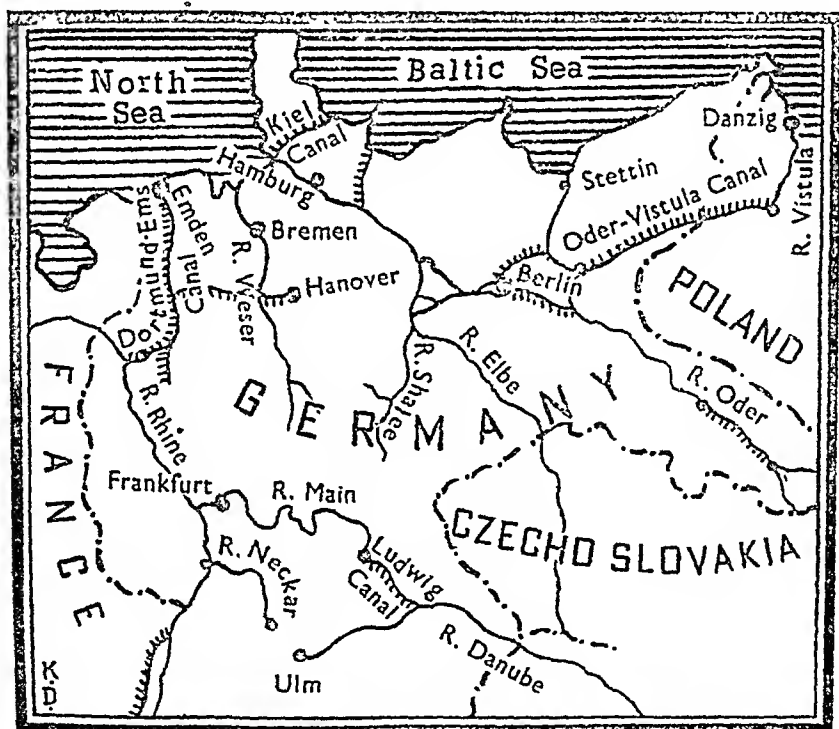 North
Sea
Baltic Sea
Kiel
Canal
Hamburg
Danzig
Stettin
Oder-Vistula Canal
R. Vistula
Dortmund-Ems
Emden
Canal
Bremen
R. Weser
Hanover
Berlin
POLAND
R. Elbe
R. Shalee
R. Oder
FRANCE
R. Rhine
GERMANY
Frankfurt
R. Main
CZECHO SLOVAKIA
R. Neckar
Ludwig
Canal
Ulm
R. Danube
K.
D.